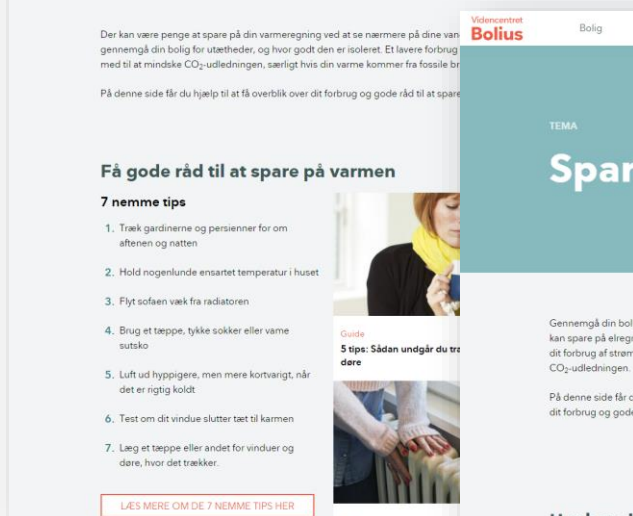 Der kan være penge at spare på din varmeregning ved at se nærmere på dine
gennemgå din bolig for utætheder, og hvor godt den er isoleret. Et lavere forbrug
med til at mindske CO₂-udledningen, særligt hvis din varme kommer fra fossile
På denne side får du hjælp til at få overblik over dit forbrug og gode råd til at spare
Få gode råd til at spare på varmen
7 nemme tips
1. Træk gardinerne og persienner for om
aftenen og natten
2. Hold nogenlunde ensartet temperatur i huset
3. Flyt sofaen væk fra radiatoren
4. Brug et tæppe, tykke sokker eller varme
sutsko
5. Luft ud hyppigere, men mere kortvarigt, når
det er rigtig koldt
6. Test om dit vindue slutter tæt til karmen
7. Læg et tæppe eller andet for vinduer og
døre, hvor det trækker.
LÆS MERE OM DE 7 NEMME TIPS HER
Guide
5 tips: Sådan undgår du
døre
Videncentret
Bolius
Bolig
TEMA
Spar
Gennemgå din
kan spare på
dit forbrug af
CO₂-udledningen.
På denne side får
dit forbrug og